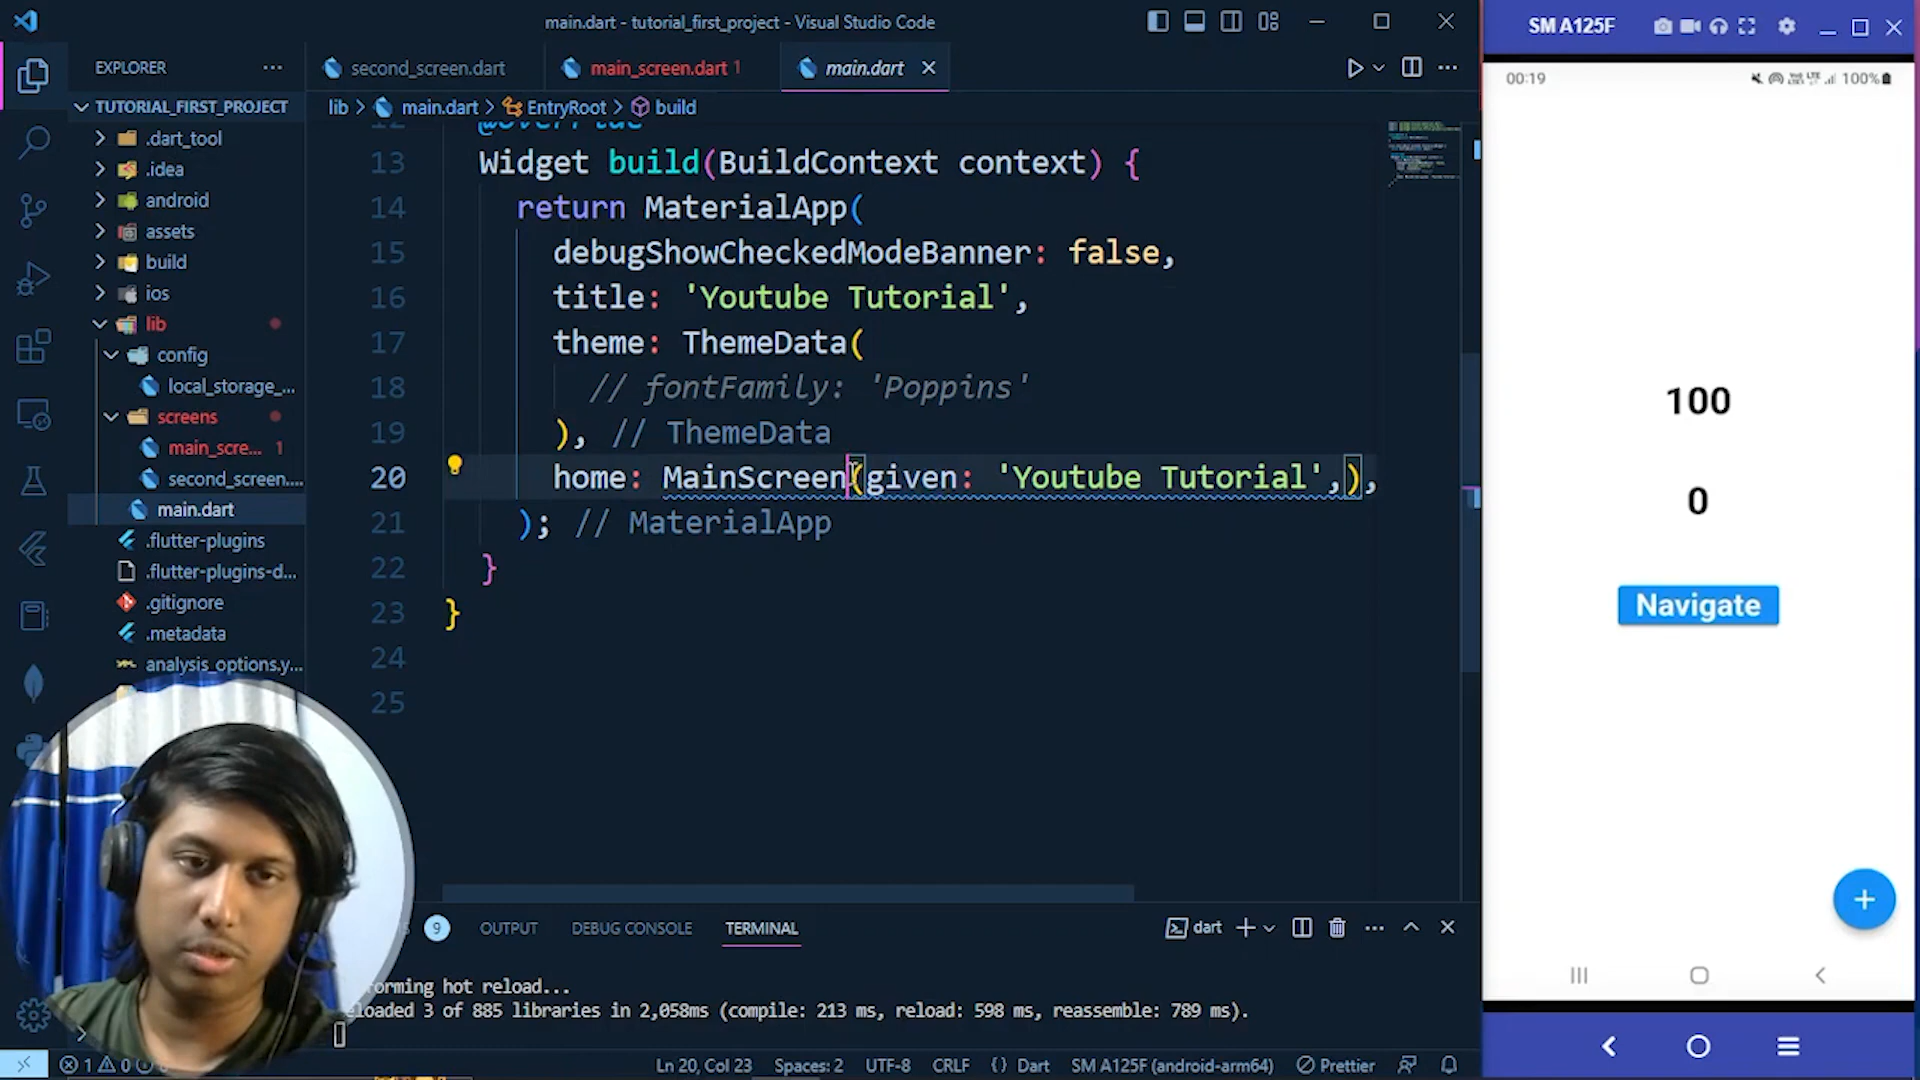 main.dart - tutorial_first_project - Visual Studio Code
SM A125F
EXPLORER
second_screen.dart
main_screen.dart 1
main.dart
00:19
100%
TUTORIAL_FIRST_PROJECT
lib > main.dart > EntryRoot > build
.dart_tool
.idea
android
assets
build
ios
lib
config
local_storage_...
screens
main_scre... 1
second_screen....
main.dart
.flutter-plugins
.flutter-plugins-d...
.gitignore
.metadata
analysis_options.y...
12 @override
13 Widget build(BuildContext context) {
14 return MaterialApp(
15 debugShowCheckedModeBanner: false,
16 title: 'Youtube Tutorial',
17 theme: ThemeData(
18 // fontFamily: 'Poppins'
19 ), // ThemeData
20 home: MainScreen(given: 'Youtube Tutorial',),
21 ); // MaterialApp
22 }
23 }
24
25
100
0
Navigate
+
9 OUTPUT DEBUG CONSOLE TERMINAL
dart
orming hot reload...
eloaded 3 of 885 libraries in 2,058ms (compile: 213 ms, reload: 598 ms, reassemble: 789 ms).
1 0 Ln 20, Col 23 Spaces: 2 UTF-8 CRLF {} Dart SM A125F (android-arm64) Prettier